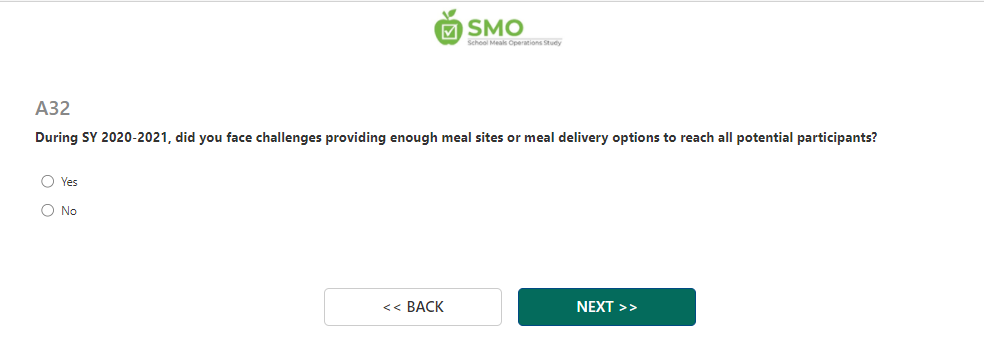 SMO
School Meals Operations Study
A32
During SY 2020-2021, did you face challenges providing enough meal sites or meal delivery options to reach all potential participants?
Yes
No
<< BACK
NEXT >>